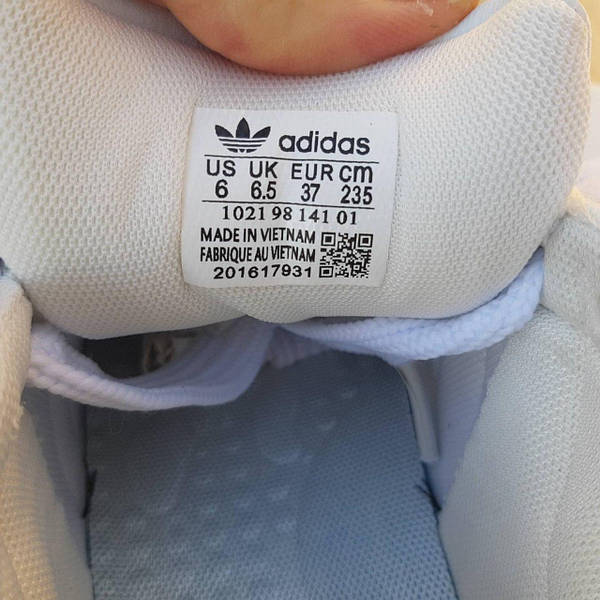 adidas
US UK EUR cm
6 6.5 37 235
1021 98 141 01
MADE IN VIETNAM
FABRIQUE AU VIETNAM
201617931